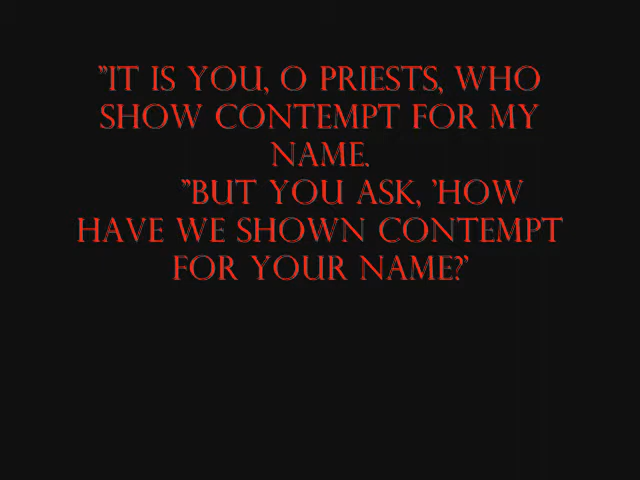 "IT IS YOU, O PRIESTS, WHO
SHOW CONTEMPT FOR MY
NAME.
"BUT YOU ASK, 'HOW
HAVE WE SHOWN CONTEMPT
FOR YOUR NAME?'